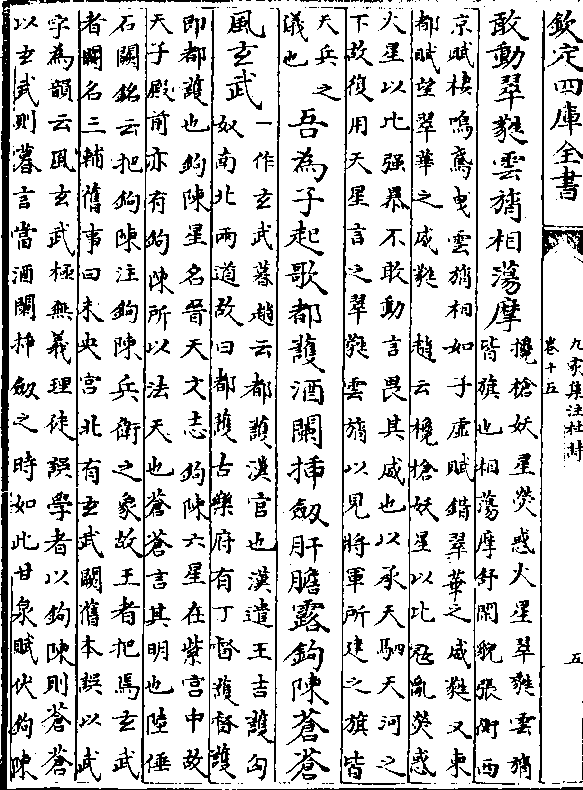 欽定四庫全書
九家集注杜詩
卷十五
五
敢動翠蕤雲旓相蕩摩
攙槍妖星熒惑火星翠蕤雲旓
皆旗也相蕩摩舒閑貌張衡西
京賦棲鳴鳶曳雲旓相如子虛賦錯翠華之威蕤又東
都賦望翠華之威蕤 趙云攙槍妖星以比冦亂熒惑
火星以比强暴不敢動言畏其威也以承天駟天河之
下故復用天星言之翠蕤雲旓以見將軍所建之旗皆
天兵之
儀也
吾為子起歌都護酒闌插劒肝膽露鉤陳蒼蒼
風玄武
一作玄武暮趙云都護漢官也漢遣王吉護匈
奴南北兩道故曰都護古樂府有丁督護督護
即都護也鉤陳星名晉天文志鉤陳六星在紫宫中故
天子殿前亦有鉤陳所以法天也蒼蒼言其明也陸倕
石闕銘云把鉤陳注鉤陳兵衛之象故王者把焉玄武
者闕名三輔舊事曰未央宫北有玄武闕舊本誤以武
字為韻云風玄武極無義理徒誤學者以鉤陳則蒼蒼
以玄武則暮言當酒闌插劒之時如此甘泉賦伏鉤陳